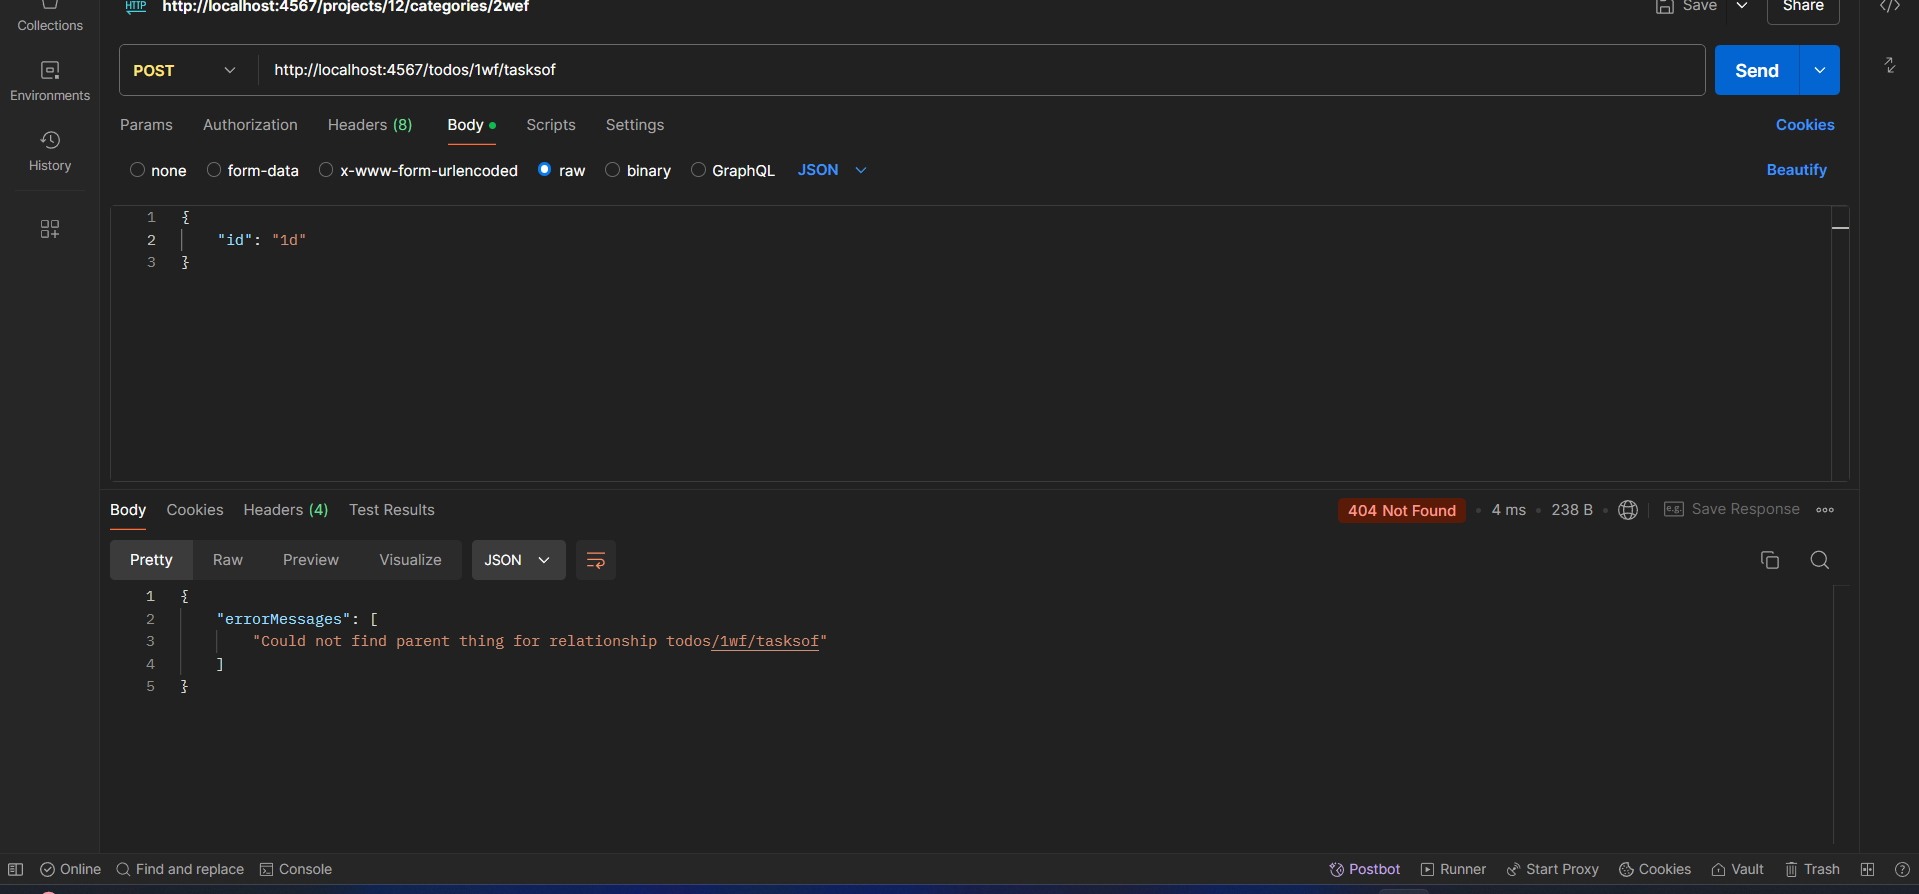 HTTP http://localhost:4567/projects/12/categories/2wef Save Share
Collections
Environments
History
POST http://localhost:4567/todos/1wf/tasksof Send
Params Authorization Headers (8) Body Scripts Settings Cookies
none form-data x-www-form-urlencoded raw binary GraphQL JSON Beautify
1 {
2 "id": "1d"
3 }
Body Cookies Headers (4) Test Results 404 Not Found 4 ms 238 B e.g. Save Response
Pretty Raw Preview Visualize JSON
1 {
2 "errorMessages": [
3 "Could not find parent thing for relationship todos/1wf/tasksof"
4 ]
5 }
Online Find and replace Console Postbot Runner Start Proxy Cookies Vault Trash